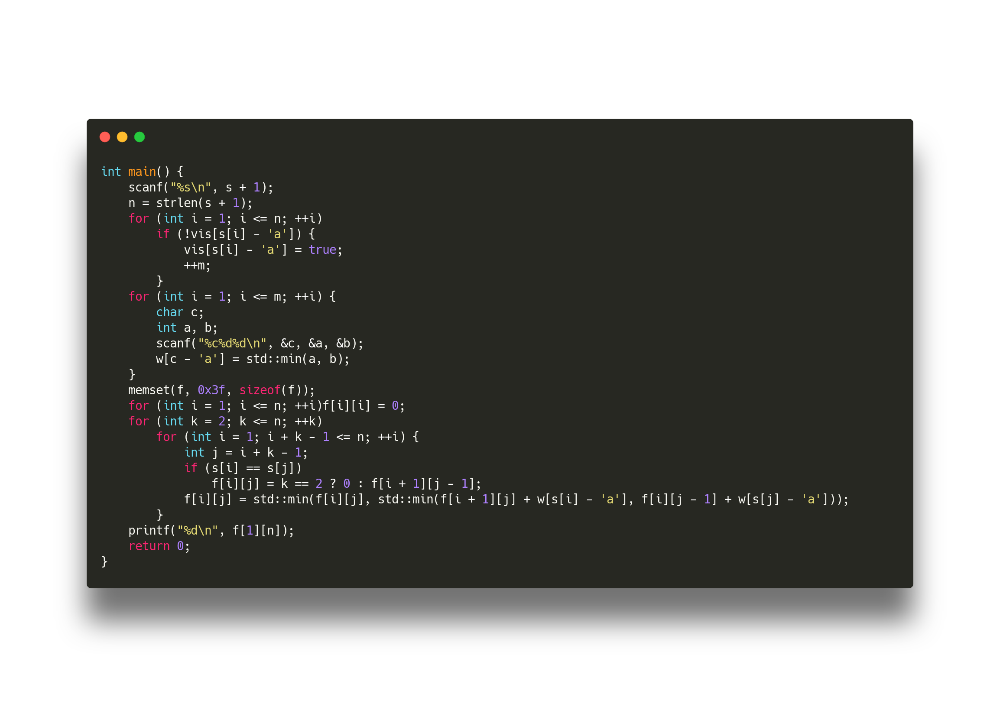 int main() {
    scanf("%s\n", s + 1);
    n = strlen(s + 1);
    for (int i = 1; i <= n; ++i)
        if (!vis[s[i] - 'a']) {
            vis[s[i] - 'a'] = true;
            ++m;
        }
    for (int i = 1; i <= m; ++i) {
        char c;
        int a, b;
        scanf("%c%d%d\n", &c, &a, &b);
        w[c - 'a'] = std::min(a, b);
    }
    memset(f, 0x3f, sizeof(f));
    for (int i = 1; i <= n; ++i)f[i][i] = 0;
    for (int k = 2; k <= n; ++k)
        for (int i = 1; i + k - 1 <= n; ++i) {
            int j = i + k - 1;
            if (s[i] == s[j])
                f[i][j] = k == 2 ? 0 : f[i + 1][j - 1];
            f[i][j] = std::min(f[i][j], std::min(f[i + 1][j] + w[s[i] - 'a'], f[i][j - 1] + w[s[j] - 'a']));
        }
    printf("%d\n", f[1][n]);
    return 0;
}